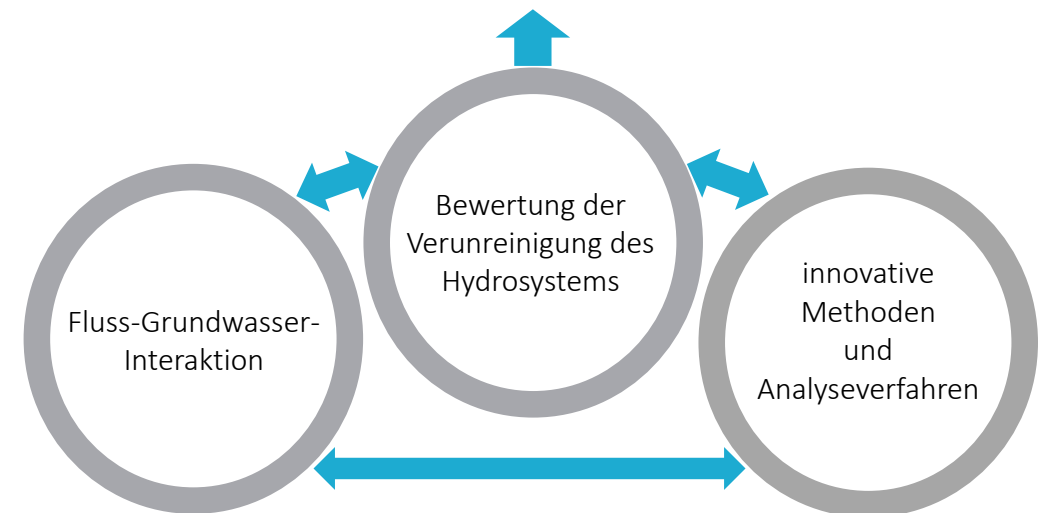 Bewertung der
Verunreinigung des
Hydrosystems
Fluss-Grundwasser-
Interaktion
innovative
Methoden
und
Analyseverfahren